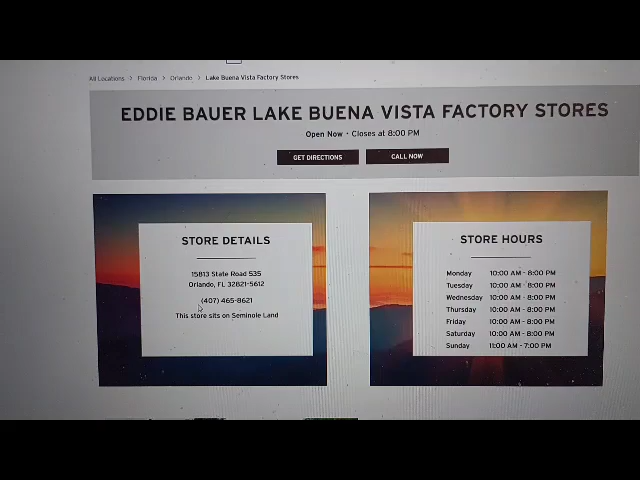 All Locations > Florida > Orlando > Lake Buena Vista Factory Stores
EDDIE BAUER LAKE BUENA VISTA FACTORY STORES
Open Now • Closes at 8:00 PM
GET DIRECTIONS CALL NOW
STORE DETAILS
15813 State Road 535
Orlando, FL 32821-5612
(407) 465-8621
This store sits on Seminole Land
STORE HOURS
Monday 10:00 AM - 8:00 PM
Tuesday 10:00 AM - 8:00 PM
Wednesday 10:00 AM - 8:00 PM
Thursday 10:00 AM - 8:00 PM
Friday 10:00 AM - 8:00 PM
Saturday 10:00 AM - 8:00 PM
Sunday 11:00 AM - 7:00 PM